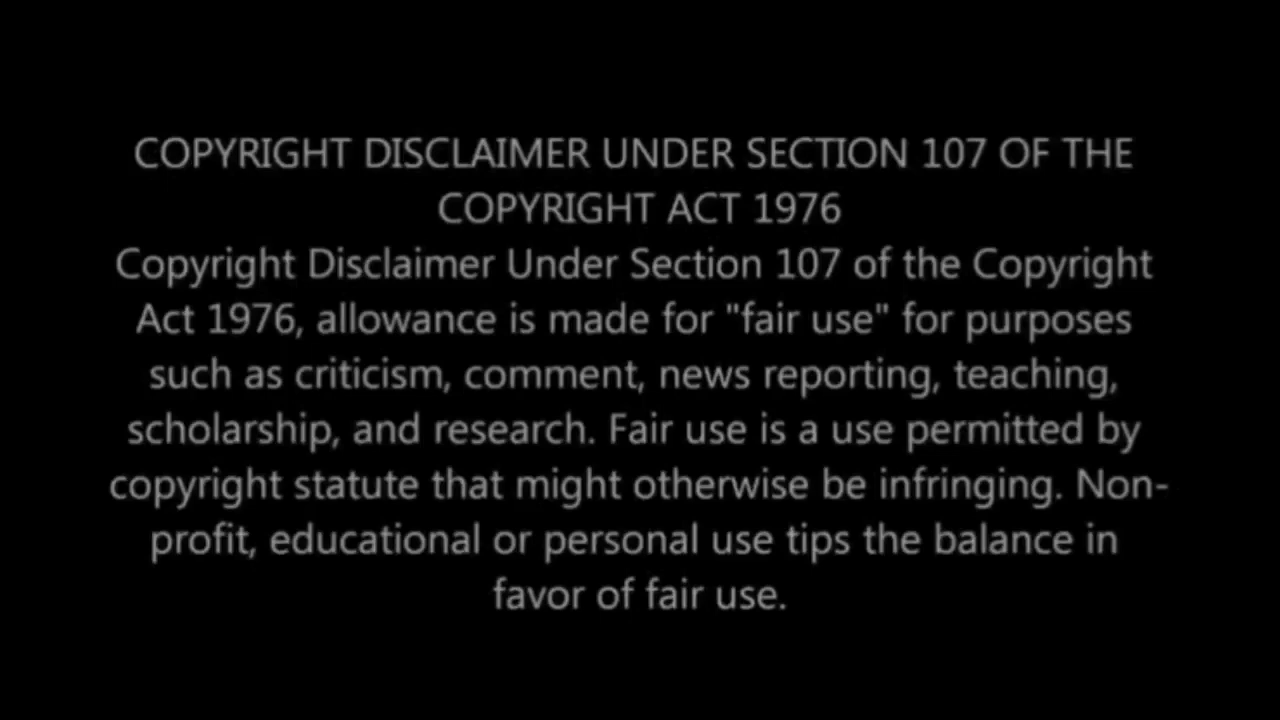 COPYRIGHT DISCLAIMER UNDER SECTION 107 OF THE
COPYRIGHT ACT 1976
Copyright Disclaimer Under Section 107 of the Copyright
Act 1976, allowance is made for "fair use" for purposes
such as criticism, comment, news reporting, teaching,
scholarship, and research. Fair use is a use permitted by
copyright statute that might otherwise be infringing. Non-
profit, educational or personal use tips the balance in
favor of fair use.